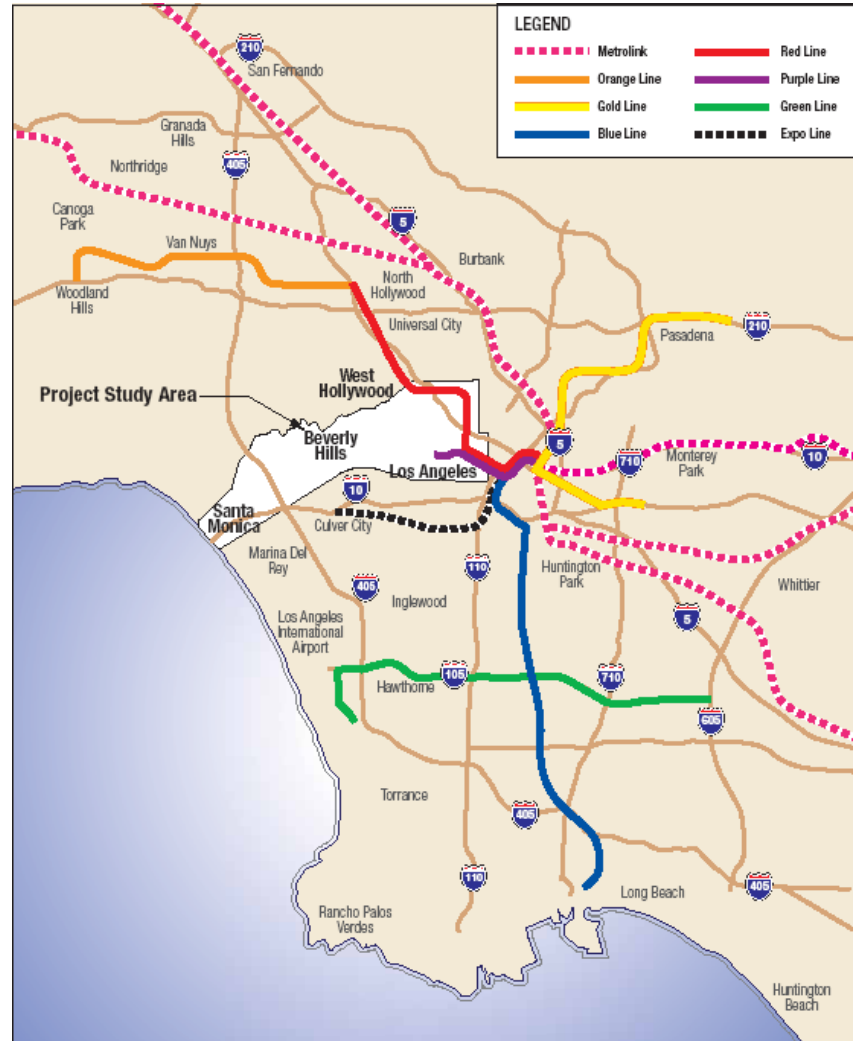 LEGEND
Metrolink
Red Line
Orange Line
Purple Line
Gold Line
Green Line
Blue Line
Expo Line
210
San Fernando
Granada
Hills
405
Northridge
Canoga
Park
5
Van Nuys
Burbank
North
Hollywood
Woodland
Hills
Universal City
210
Pasadena
West
Hollywood
Project Study Area
Beverly
Hills
5
710
Monterey
Park
10
Los Angeles
10
Santa
Monica
Culver City
Marina Del
Rey
110
Huntington
Park
405
Inglewood
Whittier
5
Los Angeles
International
Airport
105
710
Hawthorne
605
Torrance
405
110
405
Long Beach
Rancho Palos
Verdes
Huntington
Beach